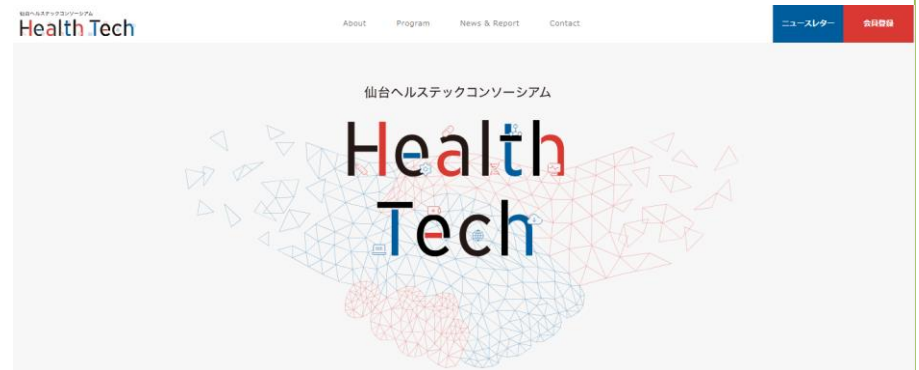 仙台ヘルステックコンソーシアム
Health Tech
About Program News & Report Contact
ニュースレター 会員登録
仙台ヘルステックコンソーシアム
Health
Tech